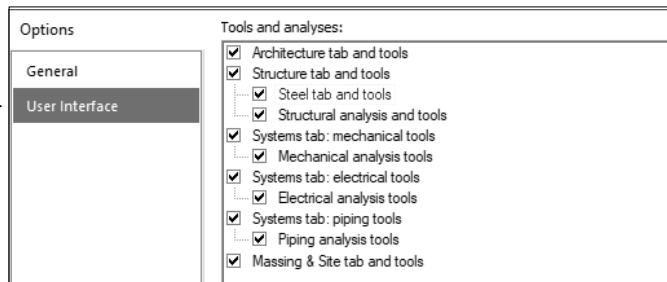 Options
General
User Interface
Tools and analyses:
Architecture tab and tools
Structure tab and tools
Steel tab and tools
Structural analysis and tools
Systems tab: mechanical tools
Mechanical analysis tools
Systems tab: electrical tools
Electrical analysis tools
Systems tab: piping tools
Piping analysis tools
Massing & Site tab and tools